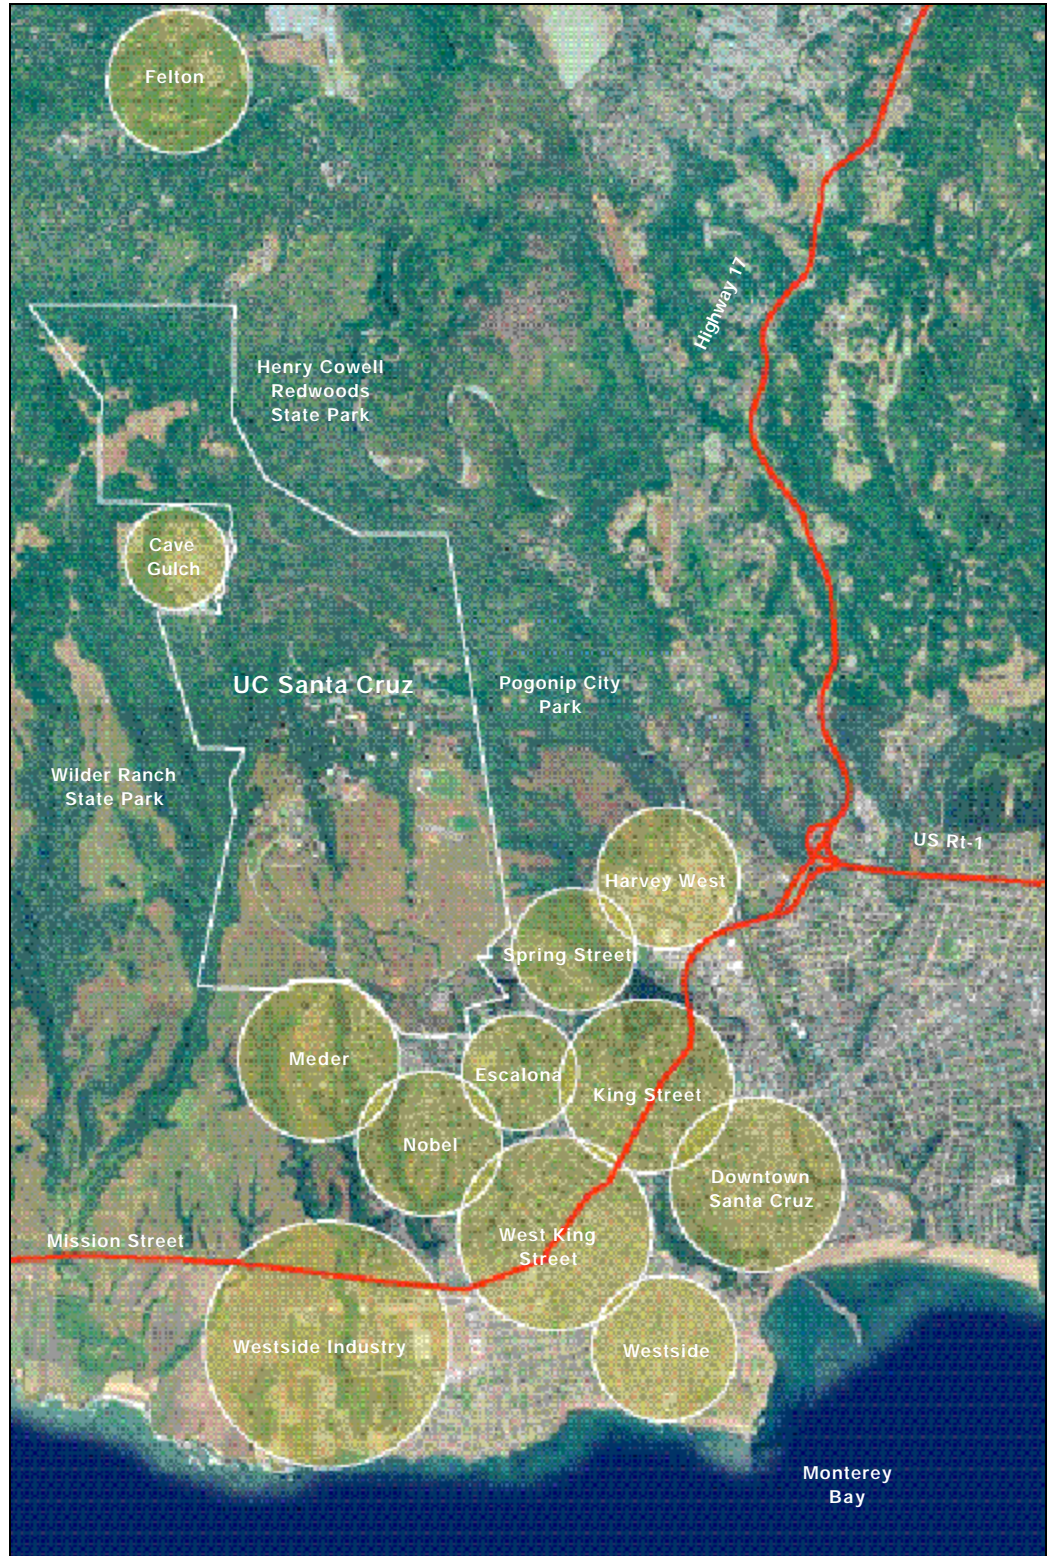 Felton
Highway 17
Henry Cowell
Redwoods
State Park
Cave
Gulch
UC Santa Cruz
Pogonip City
Park
Wilder Ranch
State Park
US Rt-1
Harvey West
Spring Street
Meder
Escalona
King Street
Nobel
Downtown
Santa Cruz
Mission Street
West King
Street
Westside Industry
Westside
Monterey
Bay